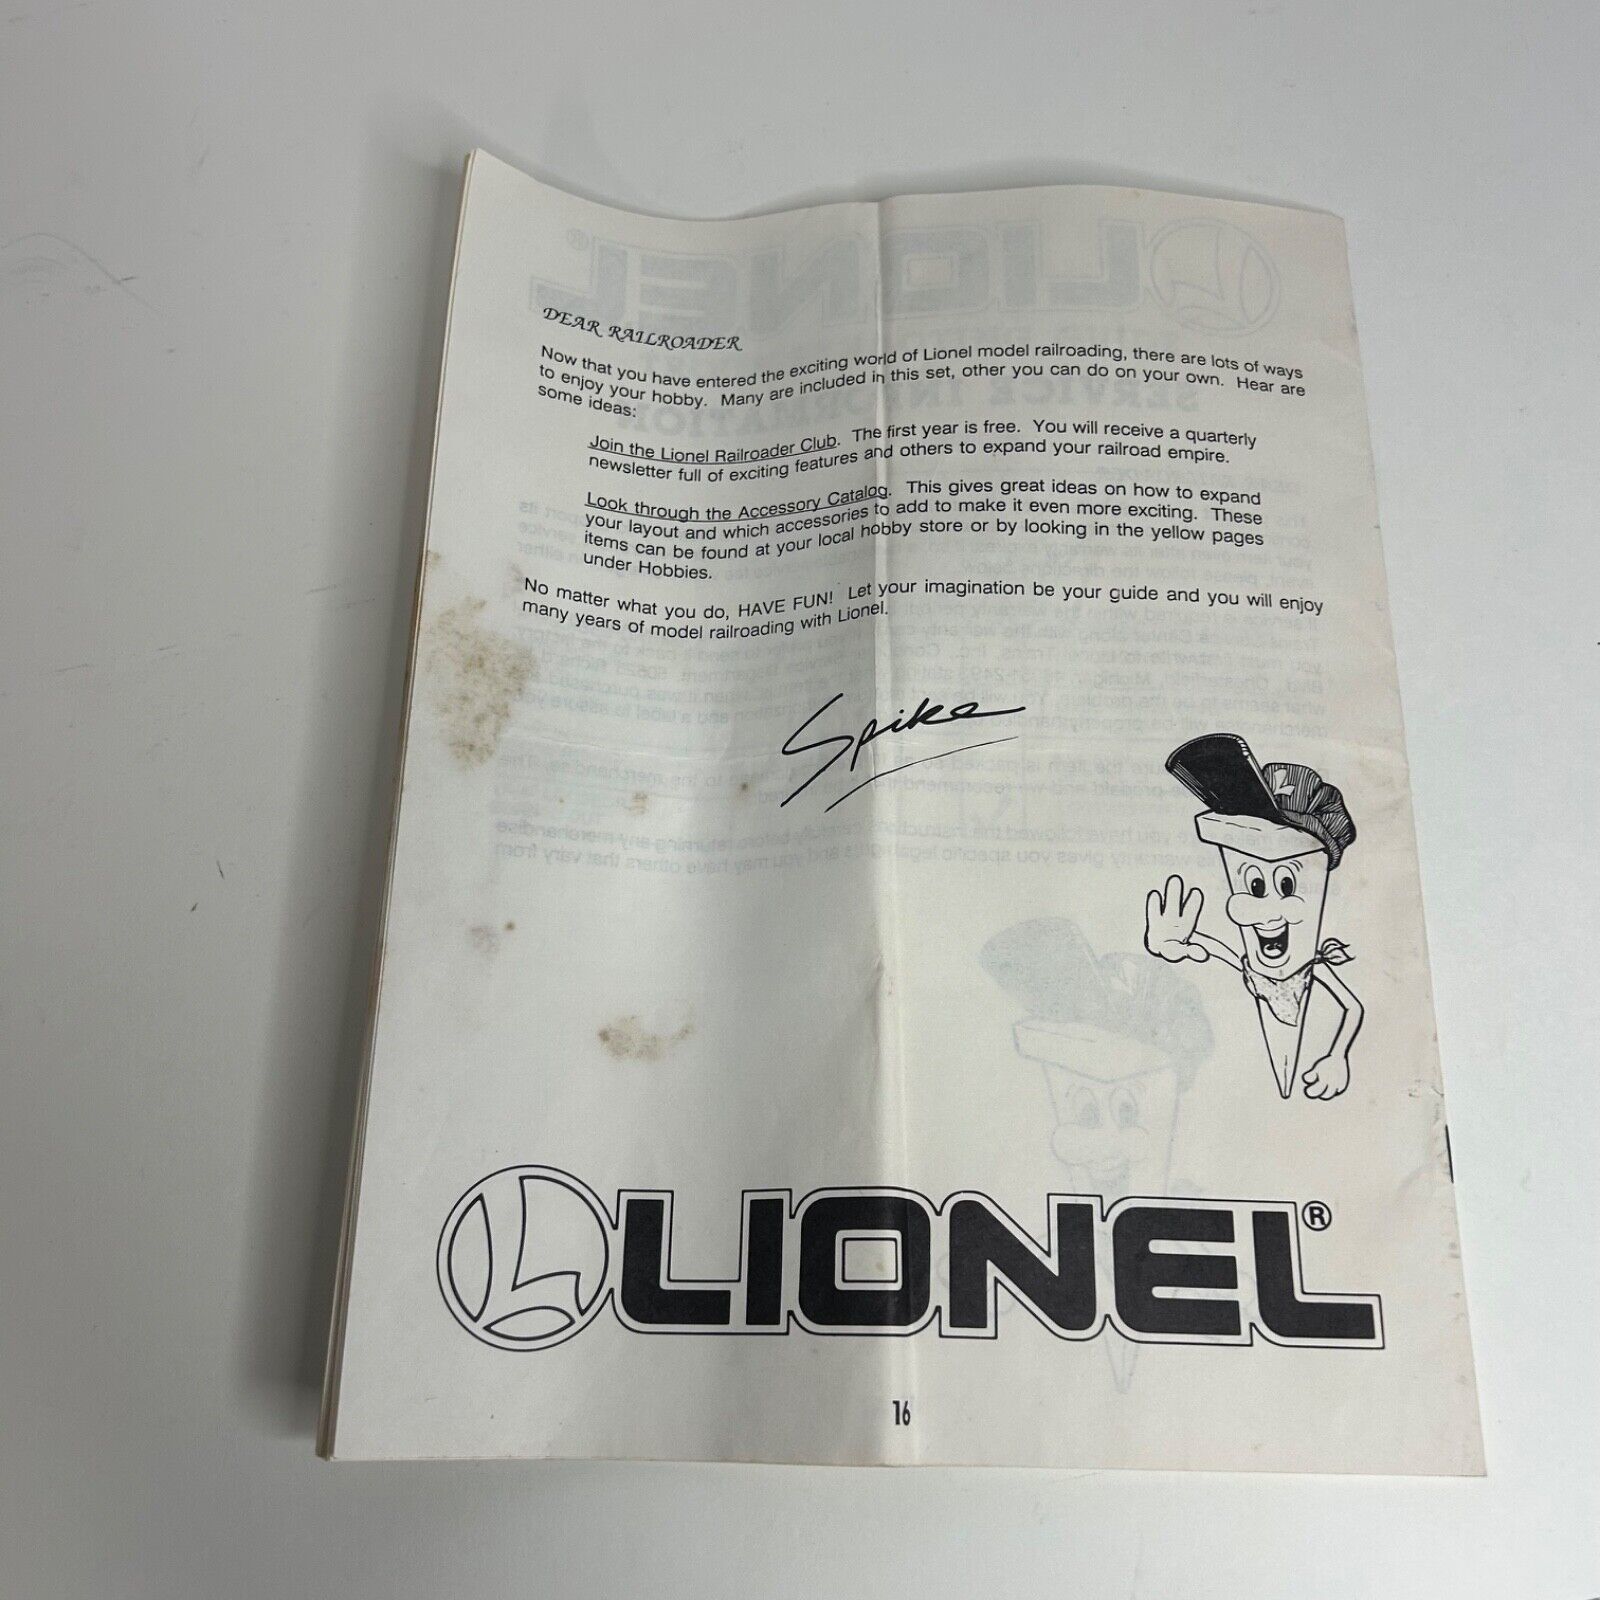 DEAR RAILROADER
Now that you have entered the exciting world of Lionel model railroading, there are lots of ways
to enjoy your hobby. Many are included in this set, other you can do on your own. Hear are
some ideas:
Join the Lionel Railroader Club. The first year is free. You will receive a quarterly
newsletter full of exciting features and others to expand your railroad empire.
Look through the Accessory Catalog. This gives great ideas on how to expand
your layout and which accessories to add to make it even more exciting. These
items can be found at your local hobby store or by looking in the yellow pages
under Hobbies.
No matter what you do, HAVE FUN! Let your imagination be your guide and you will enjoy
many years of model railroading with Lionel.
Spike
L
L LIONEL®
16